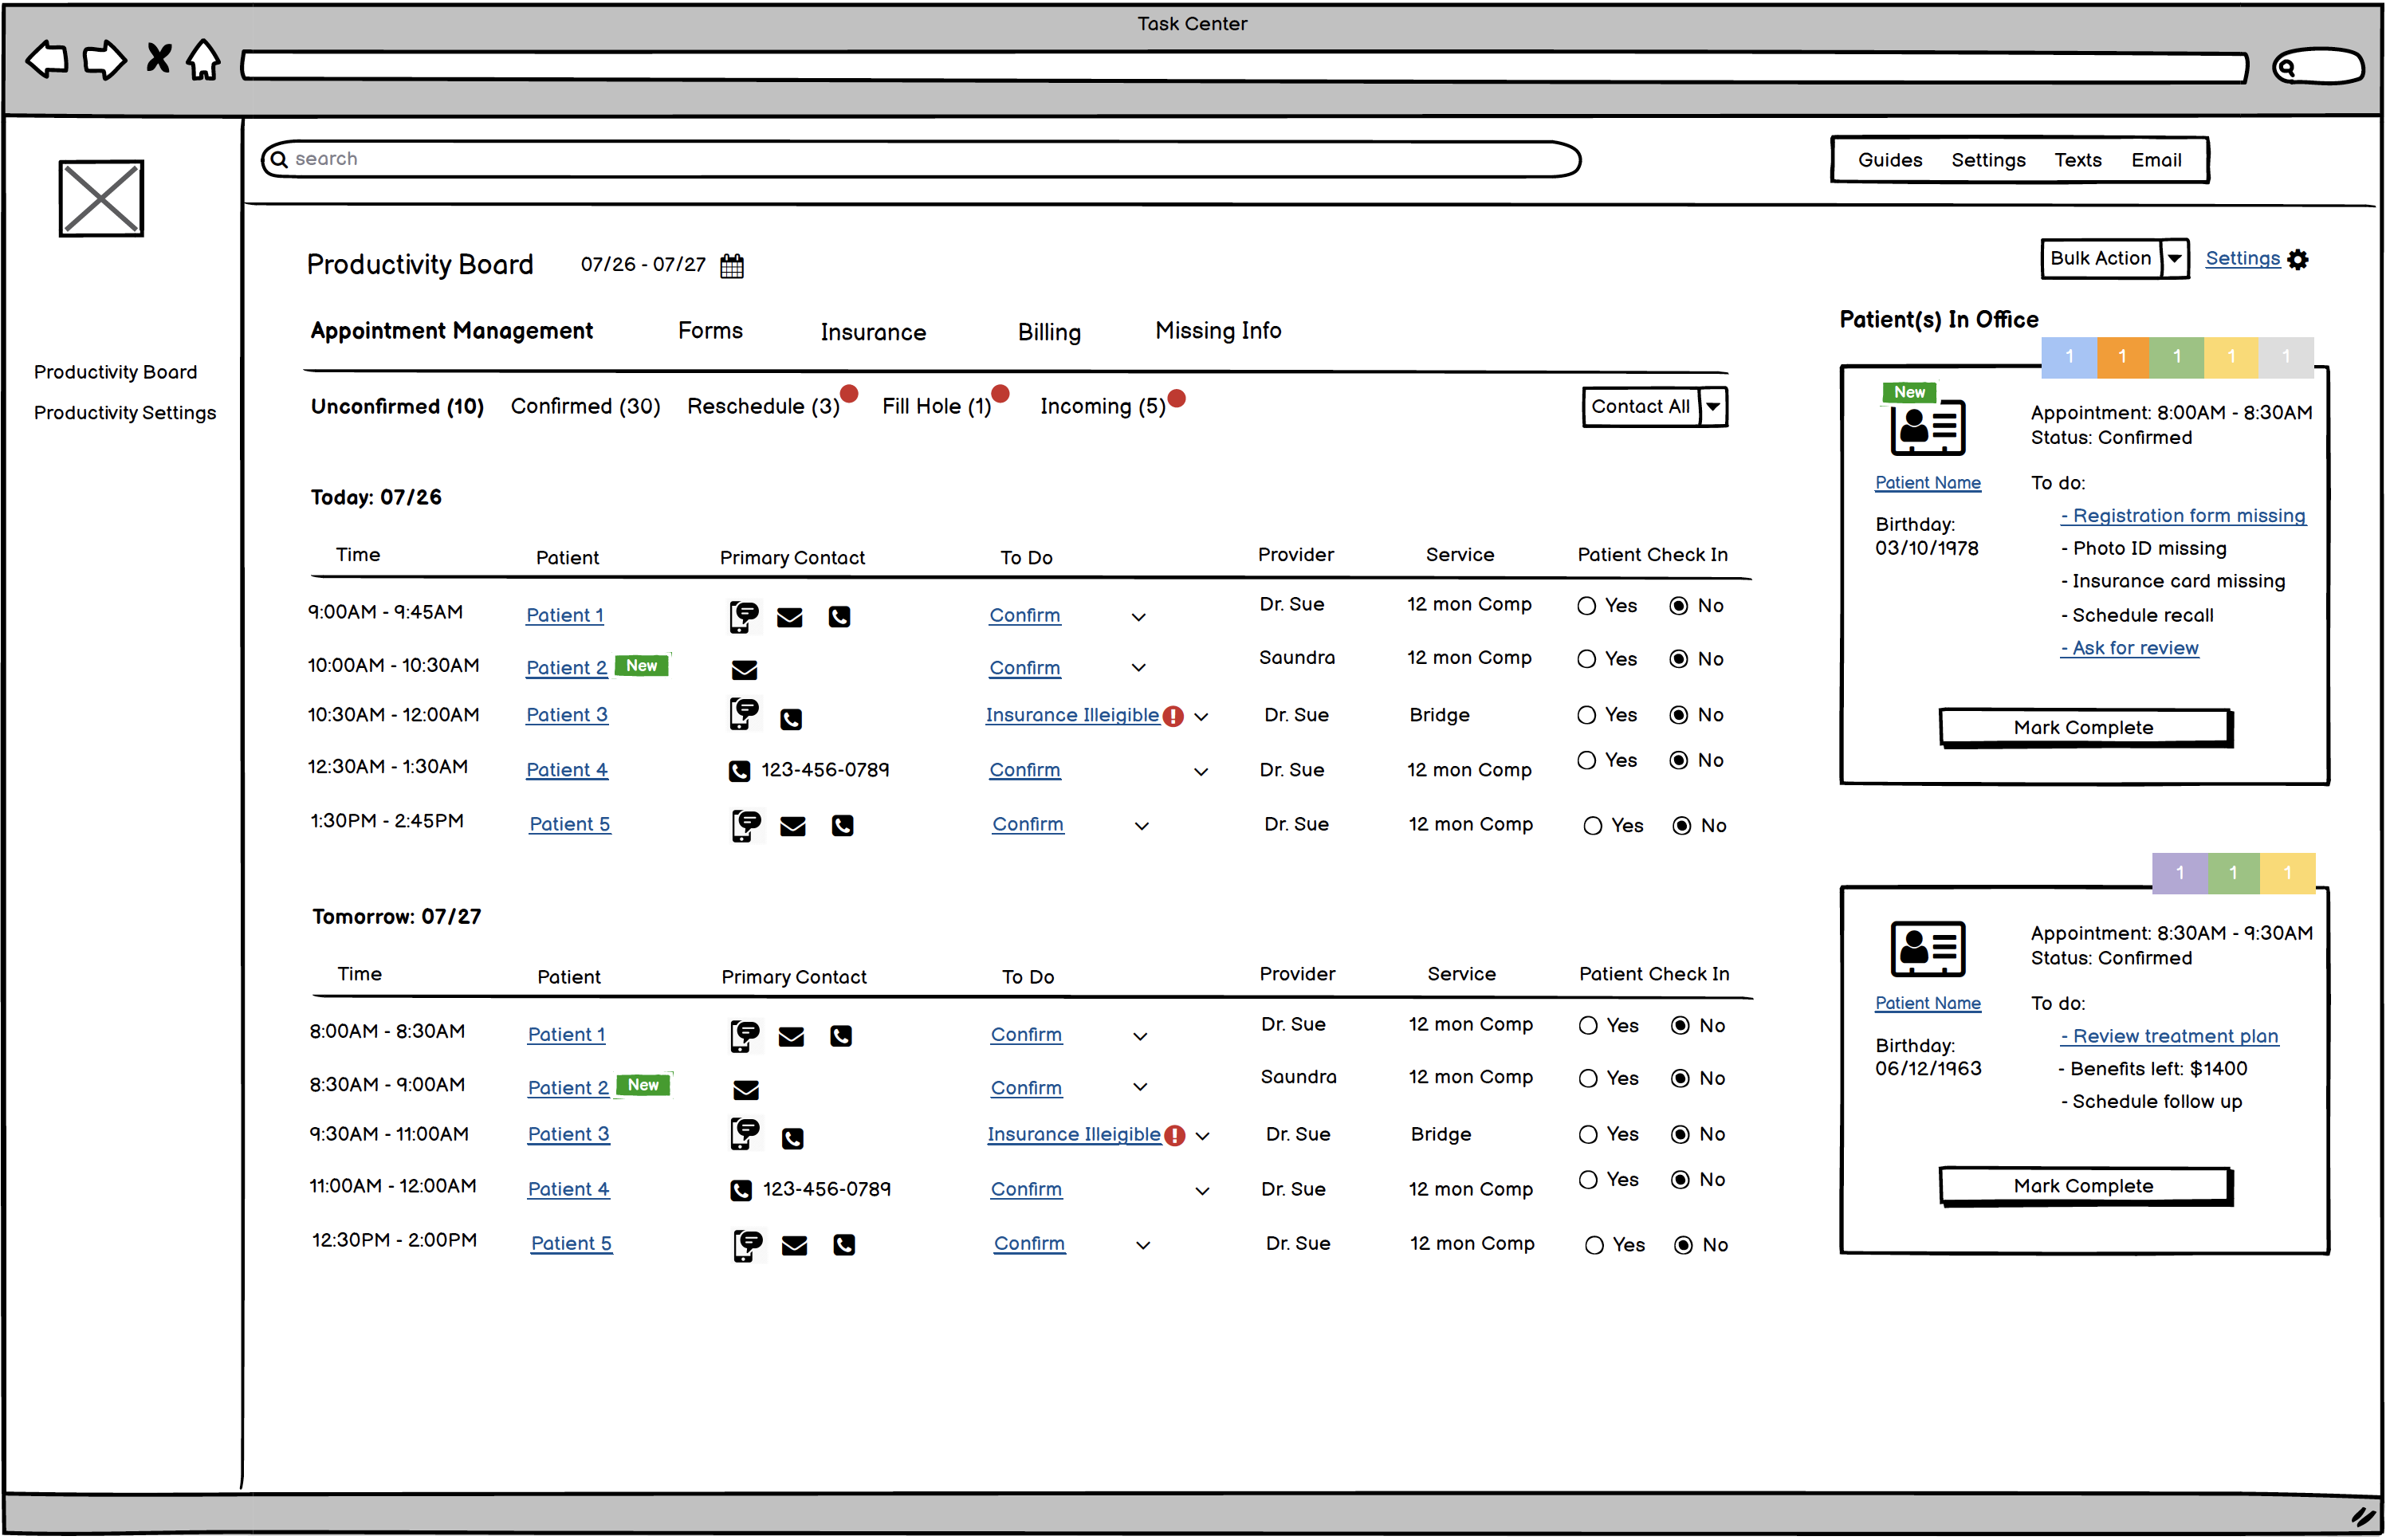 Task Center
search
Guides Settings Texts Email
Productivity Board
Productivity Settings
Productivity Board 07/26 - 07/27
Bulk Action Settings
Appointment Management Forms Insurance Billing Missing Info
Unconfirmed (10) Confirmed (30) Reschedule (3) Fill Hole (1) Incoming (5) Contact All
Today: 07/26
Time Patient Primary Contact To Do Provider Service Patient Check In
9:00AM - 9:45AM Patient 1 Confirm Dr. Sue 12 mon Comp Yes No
10:00AM - 10:30AM Patient 2 New Confirm Saundra 12 mon Comp Yes No
10:30AM - 12:00AM Patient 3 Insurance Illeigible Dr. Sue Bridge Yes No
12:30AM - 1:30AM Patient 4 123-456-0789 Confirm Dr. Sue 12 mon Comp Yes No
1:30PM - 2:45PM Patient 5 Confirm Dr. Sue 12 mon Comp Yes No
Tomorrow: 07/27
Time Patient Primary Contact To Do Provider Service Patient Check In
8:00AM - 8:30AM Patient 1 Confirm Dr. Sue 12 mon Comp Yes No
8:30AM - 9:00AM Patient 2 New Confirm Saundra 12 mon Comp Yes No
9:30AM - 11:00AM Patient 3 Insurance Illeigible Dr. Sue Bridge Yes No
11:00AM - 12:00AM Patient 4 123-456-0789 Confirm Dr. Sue 12 mon Comp Yes No
12:30PM - 2:00PM Patient 5 Confirm Dr. Sue 12 mon Comp Yes No
Patient(s) In Office
1 1 1 1 1
New
Patient Name
Birthday:
03/10/1978
Appointment: 8:00AM - 8:30AM
Status: Confirmed
To do:
- Registration form missing
- Photo ID missing
- Insurance card missing
- Schedule recall
- Ask for review
Mark Complete
1 1 1
Patient Name
Birthday:
06/12/1963
Appointment: 8:30AM - 9:30AM
Status: Confirmed
To do:
- Review treatment plan
- Benefits left: $1400
- Schedule follow up
Mark Complete